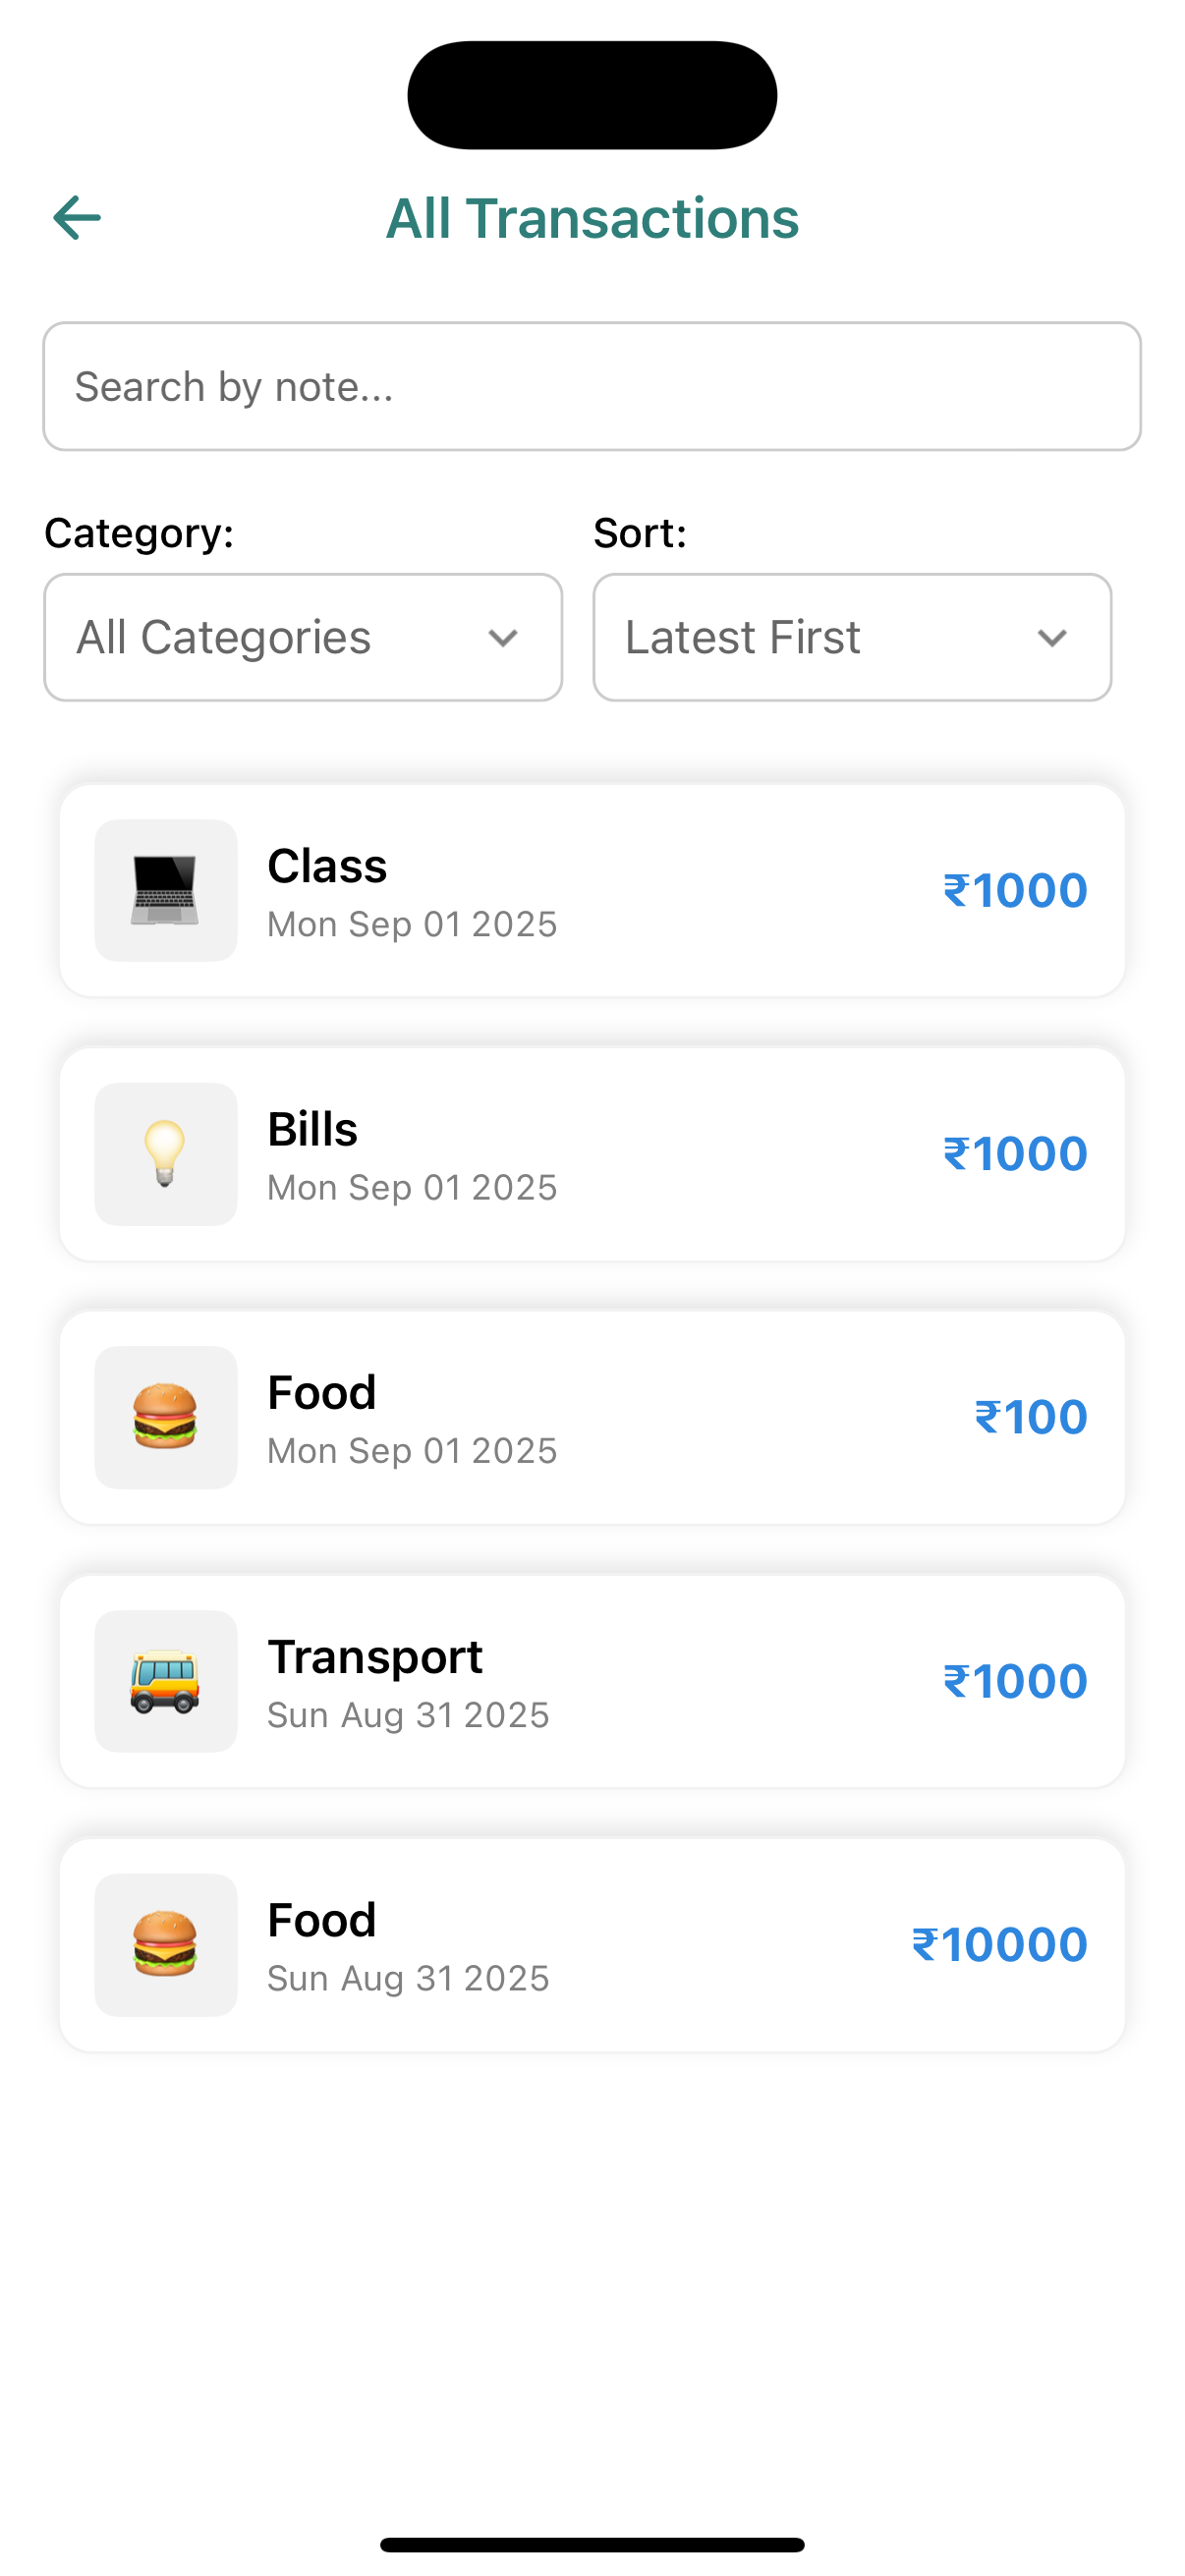 All Transactions
Search by note...
Category:
Sort:
All Categories
Latest First
Class
Mon Sep 01 2025
₹1000
Bills
Mon Sep 01 2025
₹1000
Food
Mon Sep 01 2025
₹100
Transport
Sun Aug 31 2025
₹1000
Food
Sun Aug 31 2025
₹10000